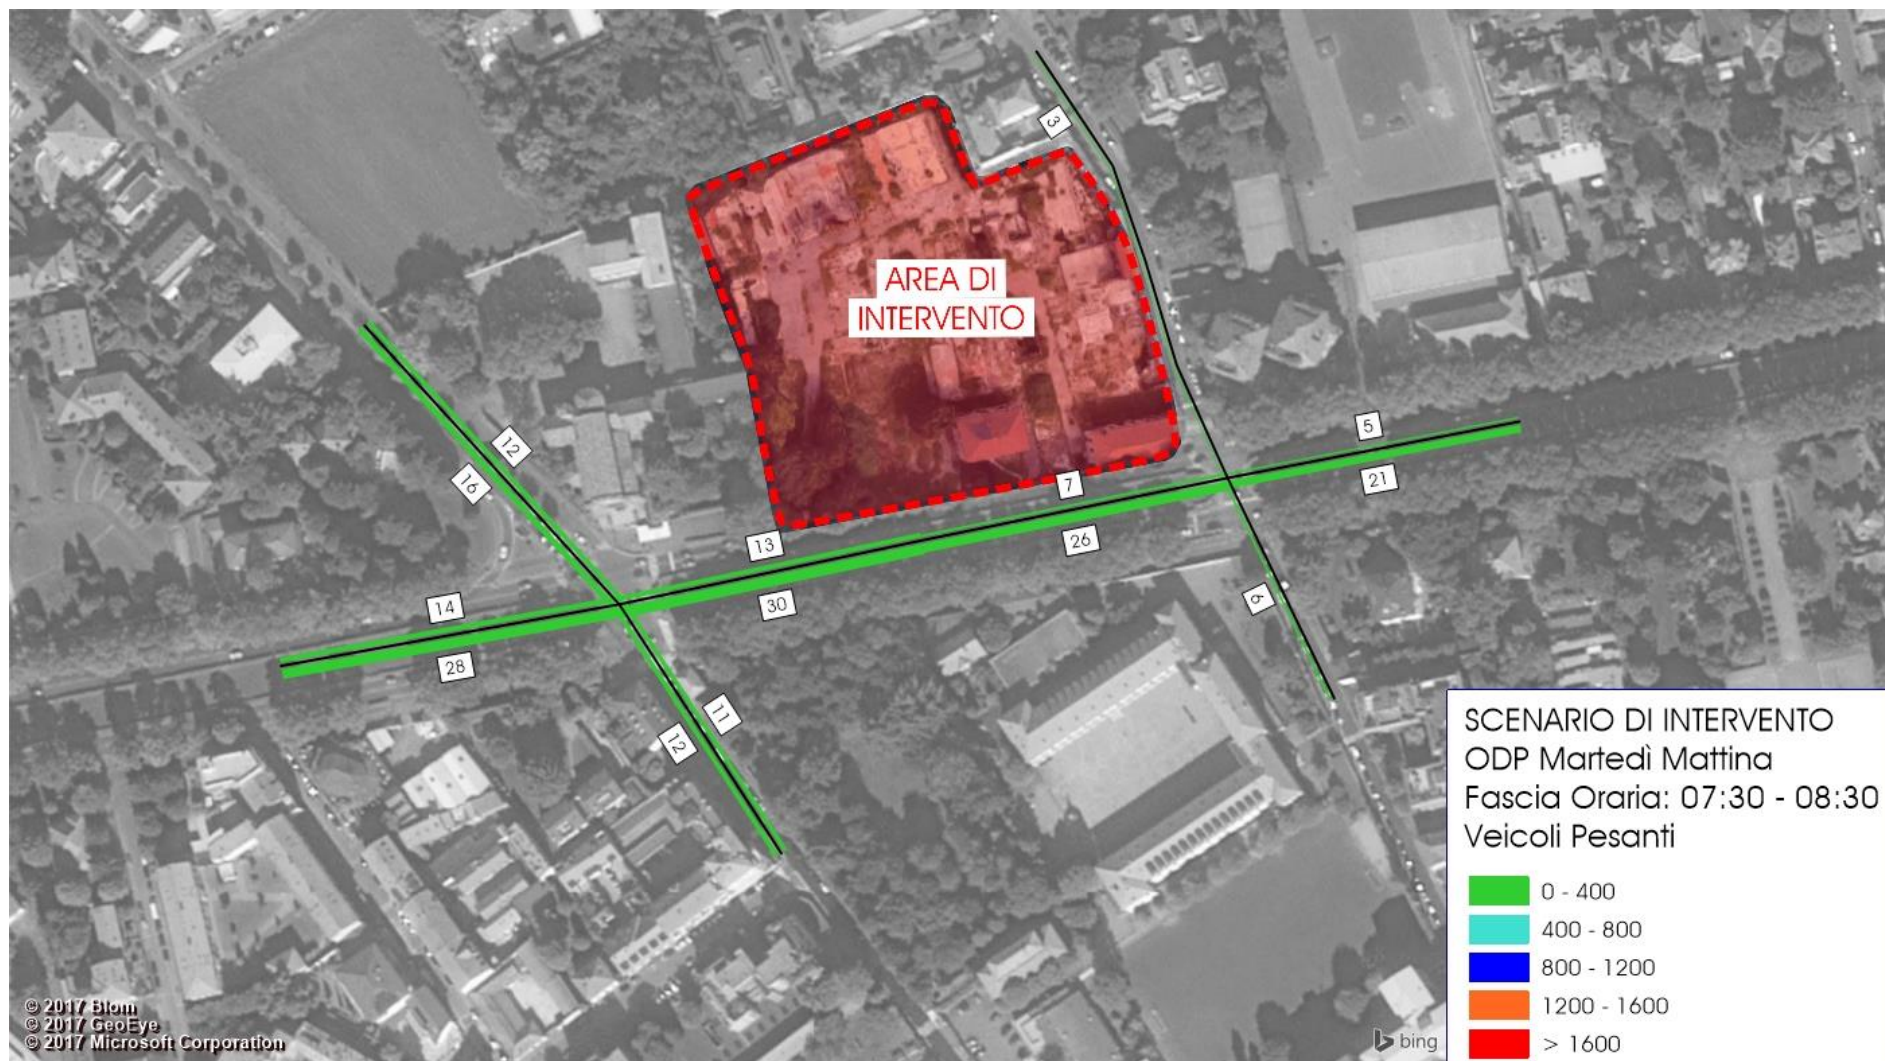 3
AREA DI
INTERVENTO
12
16
5
21
7
26
13
30
14
28
6
11
12
SCENARIO DI INTERVENTO
ODP Martedì Mattina
Fascia Oraria: 07:30 - 08:30
Veicoli Pesanti
0 - 400
400 - 800
800 - 1200
1200 - 1600
> 1600
© 2017 Blom
© 2017 GeoEye
© 2017 Microsoft Corporation
bing